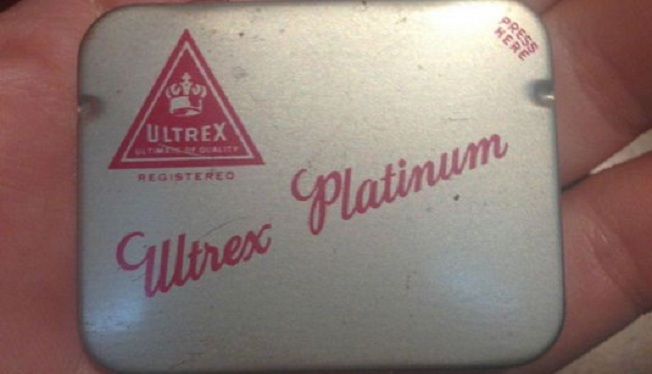 PRESS
HERE
ULTREX
ULTIMATE OF QUALITY
REGISTERED
Ultrex Platinum